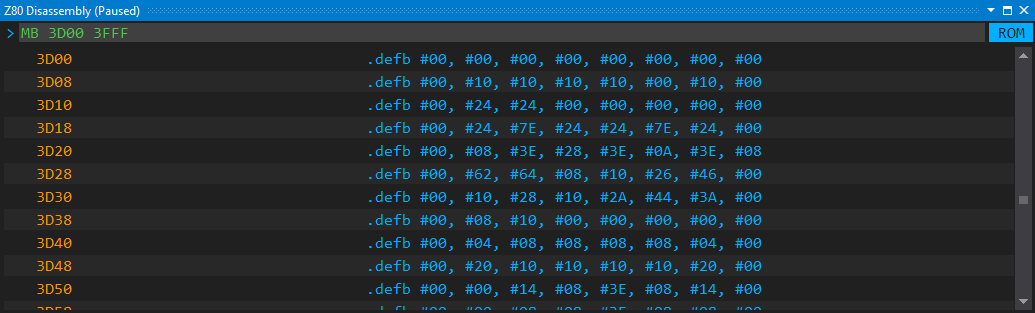 Z80 Disassembly (Paused)
> MB 3D00 3FFF ROM
3D00 .defb #00, #00, #00, #00, #00, #00, #00, #00
3D08 .defb #00, #10, #10, #10, #10, #00, #10, #00
3D10 .defb #00, #24, #24, #00, #00, #00, #00, #00
3D18 .defb #00, #24, #7E, #24, #24, #7E, #24, #00
3D20 .defb #00, #08, #3E, #28, #3E, #0A, #3E, #08
3D28 .defb #00, #62, #64, #08, #10, #26, #46, #00
3D30 .defb #00, #10, #28, #10, #2A, #44, #3A, #00
3D38 .defb #00, #08, #10, #00, #00, #00, #00, #00
3D40 .defb #00, #04, #08, #08, #08, #08, #04, #00
3D48 .defb #00, #20, #10, #10, #10, #10, #20, #00
3D50 .defb #00, #00, #14, #08, #3E, #08, #14, #00